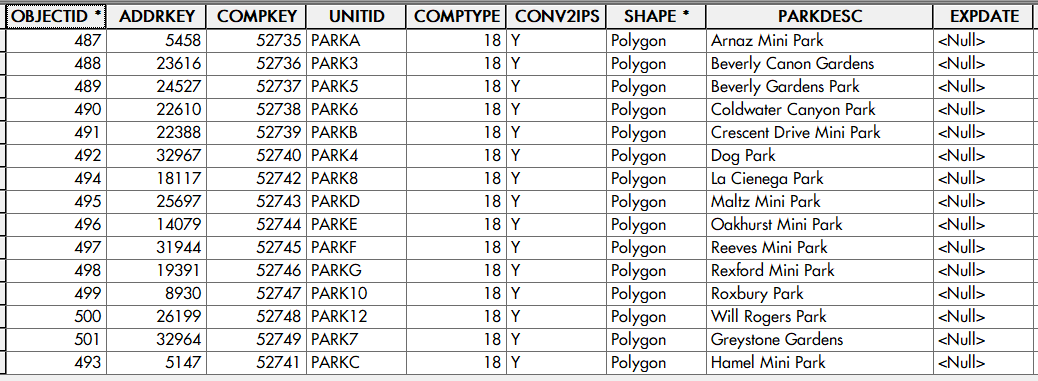 OBJECTID * ADDRKEY COMPKEY UNITID COMPTYPE CONV2IPS SHAPE * PARKDESC EXPDATE
487 5458 52735 PARKA 18 Y Polygon Arnaz Mini Park <Null>
488 23616 52736 PARK3 18 Y Polygon Beverly Canon Gardens <Null>
489 24527 52737 PARK5 18 Y Polygon Beverly Gardens Park <Null>
490 22610 52738 PARK6 18 Y Polygon Coldwater Canyon Park <Null>
491 22388 52739 PARKB 18 Y Polygon Crescent Drive Mini Park <Null>
492 32967 52740 PARK4 18 Y Polygon Dog Park <Null>
494 18117 52742 PARK8 18 Y Polygon La Cienega Park <Null>
495 25697 52743 PARKD 18 Y Polygon Maltz Mini Park <Null>
496 14079 52744 PARKE 18 Y Polygon Oakhurst Mini Park <Null>
497 31944 52745 PARKF 18 Y Polygon Reeves Mini Park <Null>
498 19391 52746 PARKG 18 Y Polygon Rexford Mini Park <Null>
499 8930 52747 PARK10 18 Y Polygon Roxbury Park <Null>
500 26199 52748 PARK12 18 Y Polygon Will Rogers Park <Null>
501 32964 52749 PARK7 18 Y Polygon Greystone Gardens <Null>
493 5147 52741 PARKC 18 Y Polygon Hamel Mini Park <Null>